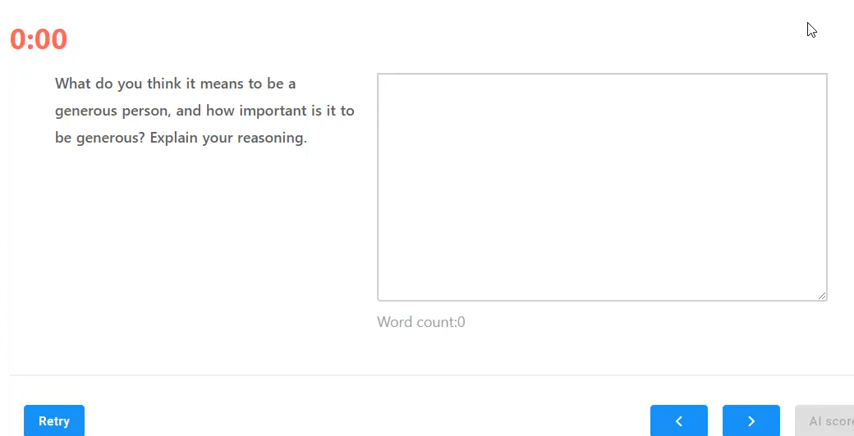 0:00
What do you think it means to be a
generous person, and how important is it to
be generous? Explain your reasoning.
Word count:0
Retry
AI score